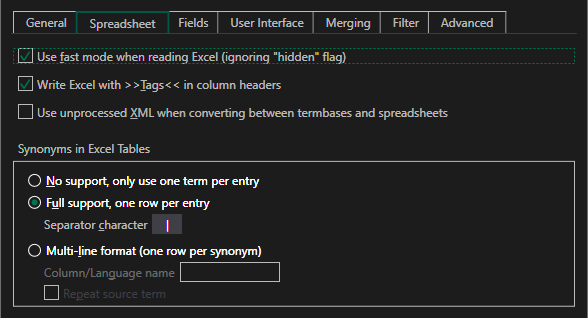 General Spreadsheet Fields User Interface Merging Filter Advanced
Use fast mode when reading Excel (ignoring "hidden" flag)
Write Excel with >>Tags<< in column headers
Use unprocessed XML when converting between termbases and spreadsheets
Synonyms in Excel Tables
No support, only use one term per entry
Full support, one row per entry
Separator character |
Multi-line format (one row per synonym)
Column/Language name
Repeat source term